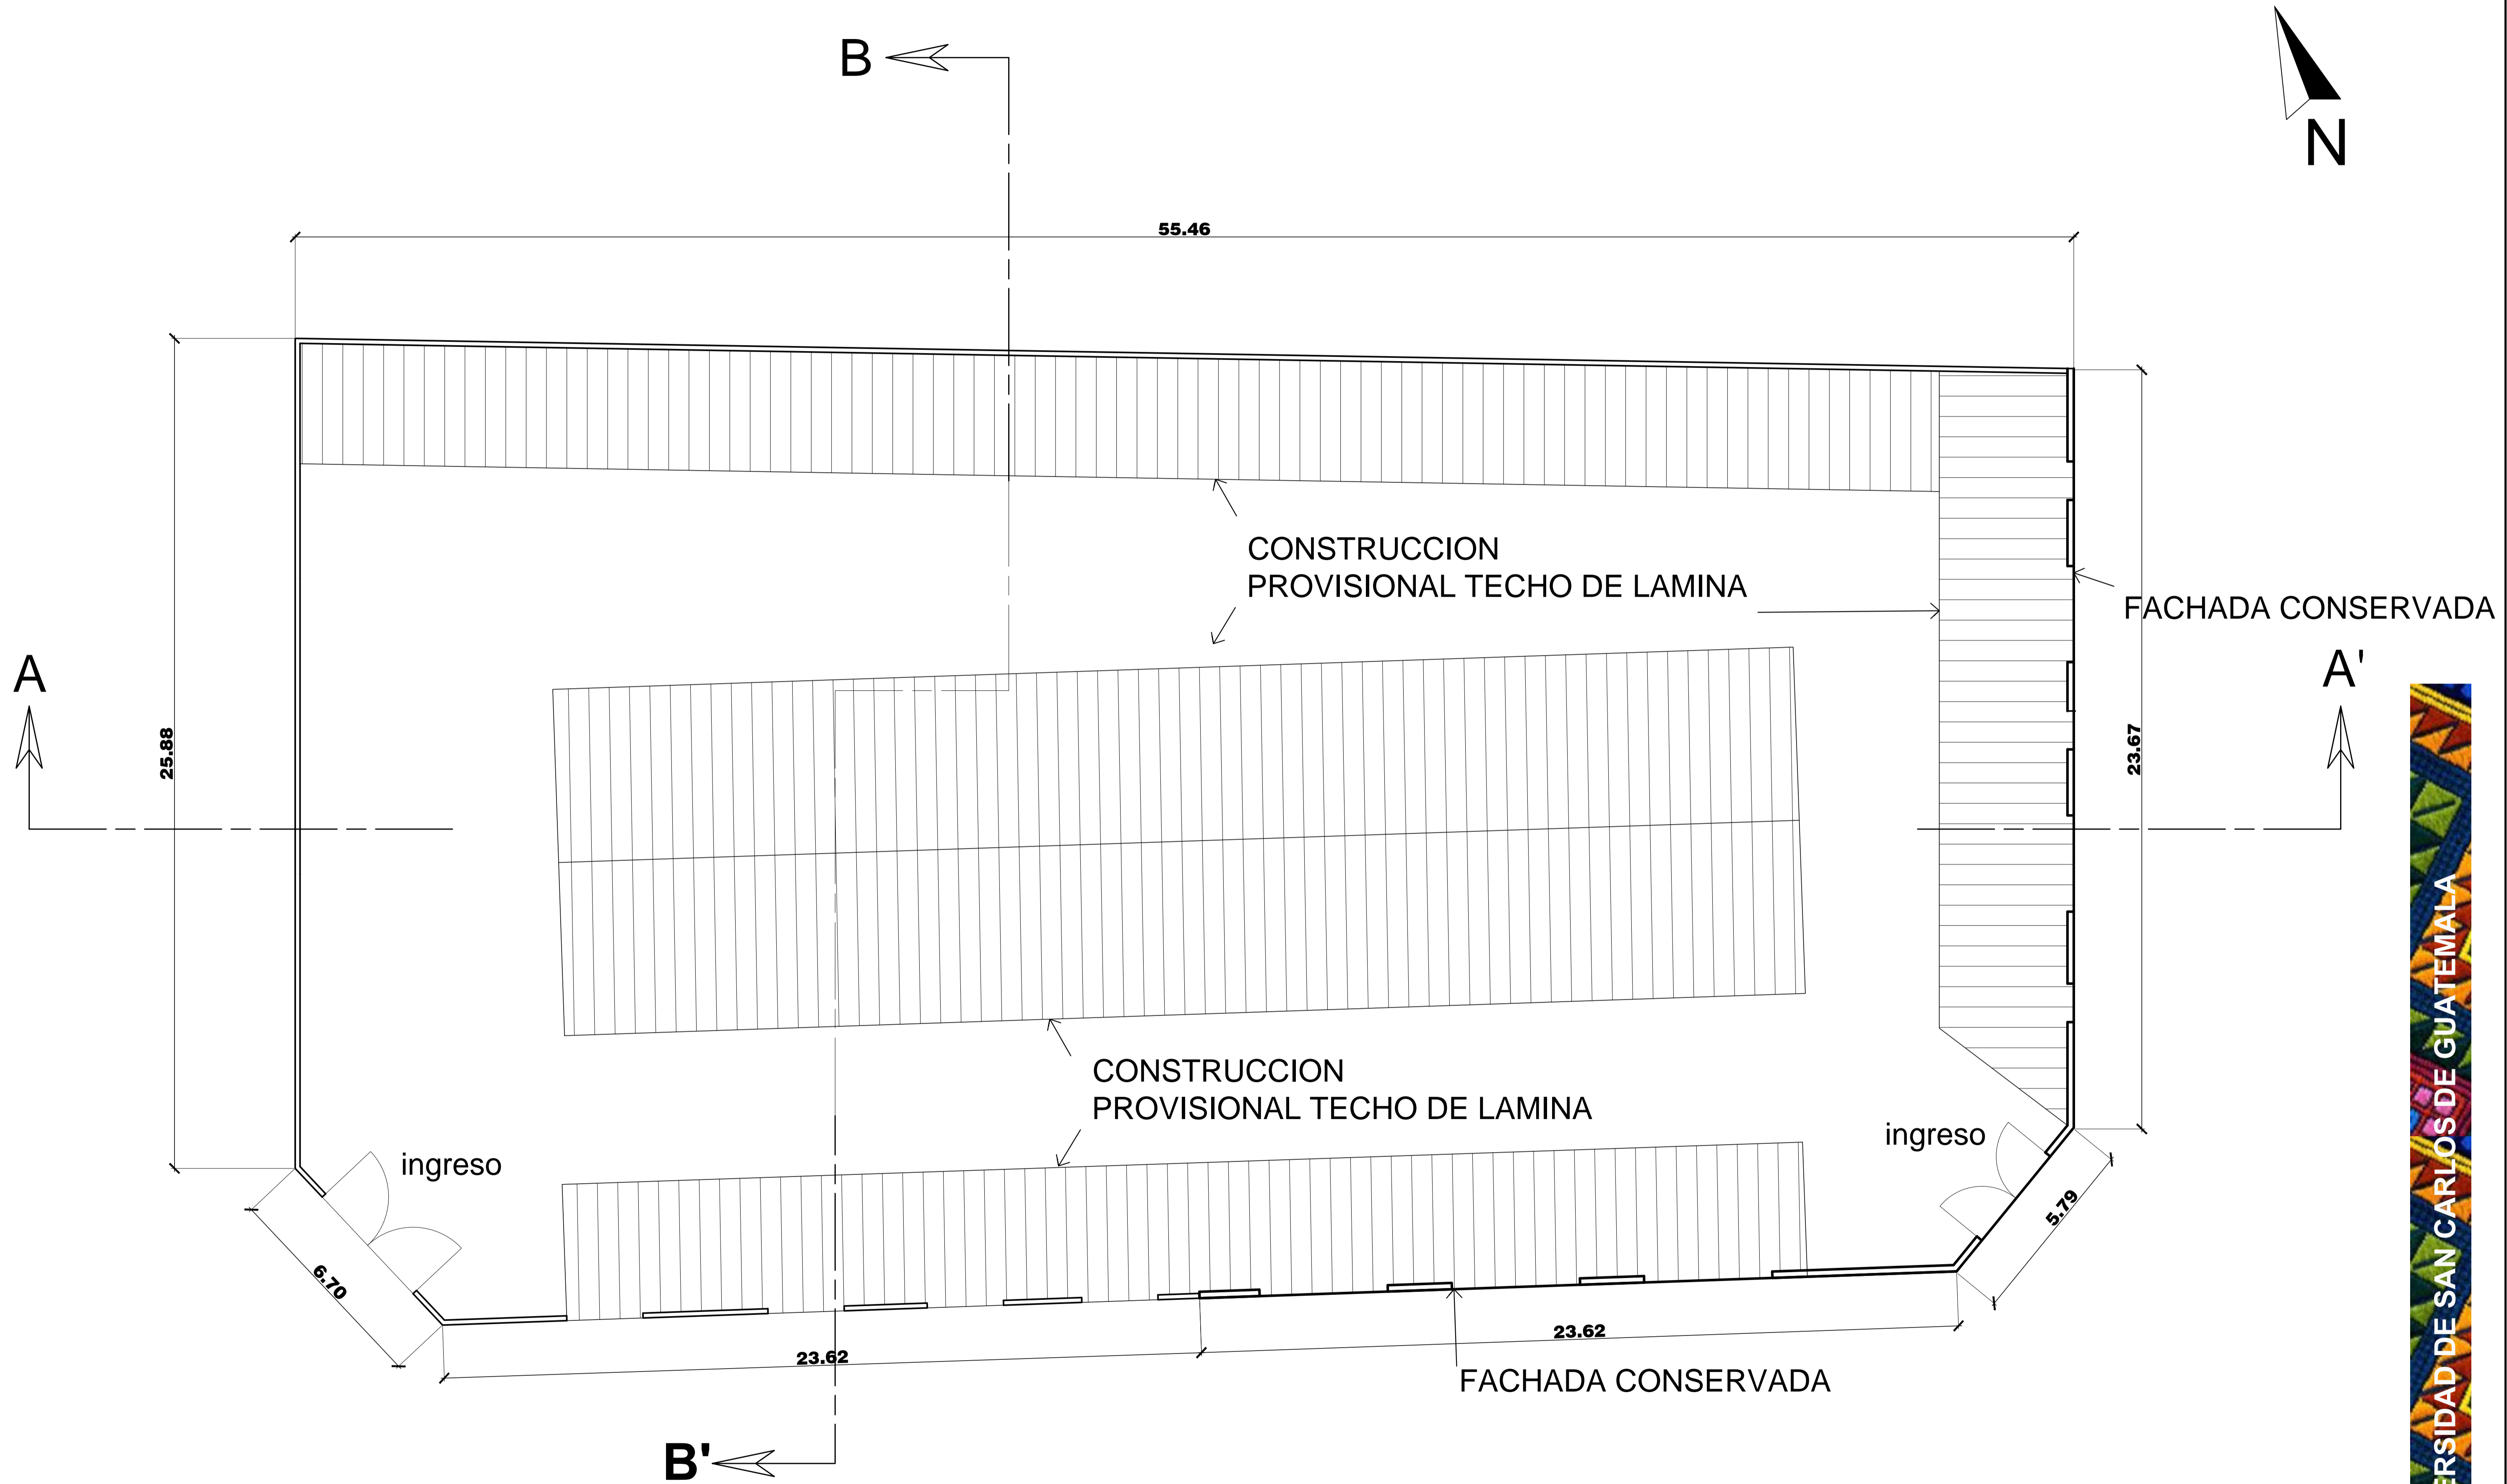 B
N
55.46
CONSTRUCCION
PROVISIONAL TECHO DE LAMINA
FACHADA CONSERVADA
A
A'
25.88
23.67
CONSTRUCCION
PROVISIONAL TECHO DE LAMINA
ingreso
ingreso
6.70
5.79
23.62
23.62
FACHADA CONSERVADA
B'
ERSIDAD DE SAN CARLOS DE GUATEMALA